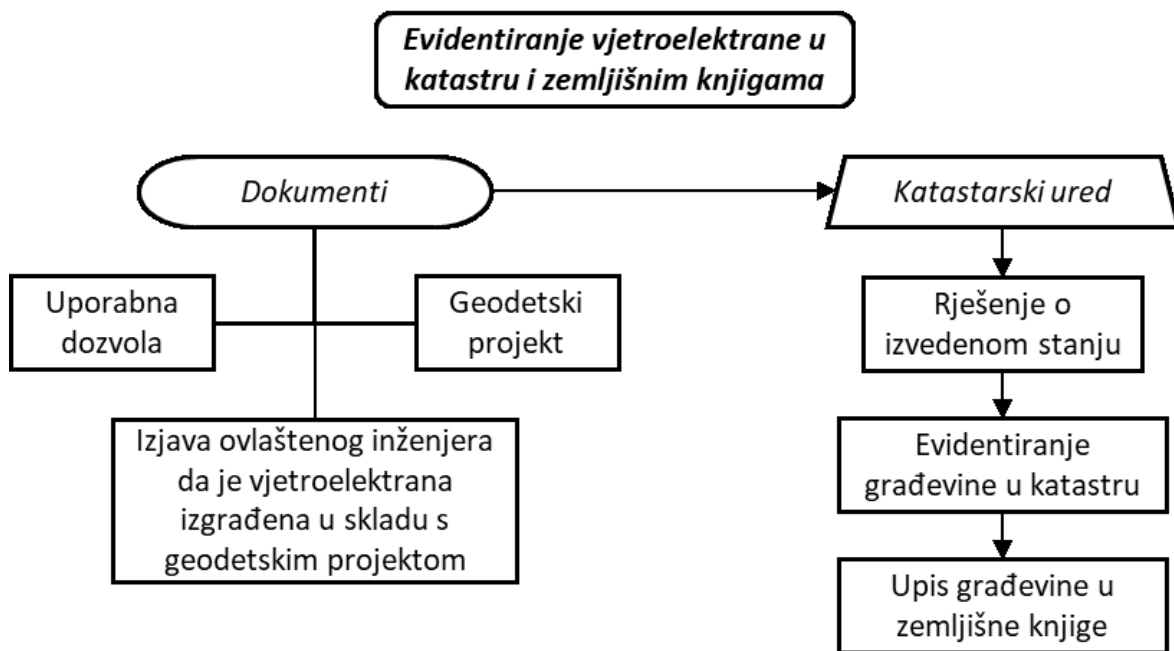 Evidentiranje vjetroelektrane u
katastru i zemljišnim knjigama
Dokumenti
Katastarski ured
Uporabna
dozvola
Geodetski
projekt
Izjava ovlaštenog inženjera
da je vjetroelektrana
izgrađena u skladu s
geodetskim projektom
Rješenje o
izvedenom stanju
Evidentiranje
građevine u katastru
Upis građevine u
zemljišne knjige